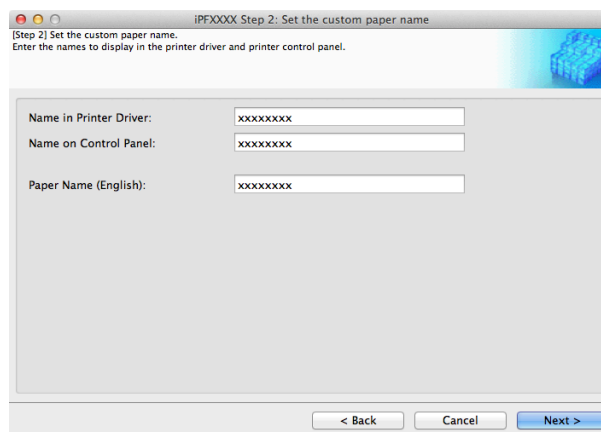 iPFXXXX Step 2: Set the custom paper name
[Step 2] Set the custom paper name.
Enter the names to display in the printer driver and printer control panel.
Name in Printer Driver: xxxxxxxx
Name on Control Panel: xxxxxxxx
Paper Name (English): xxxxxxxx
< Back Cancel Next >